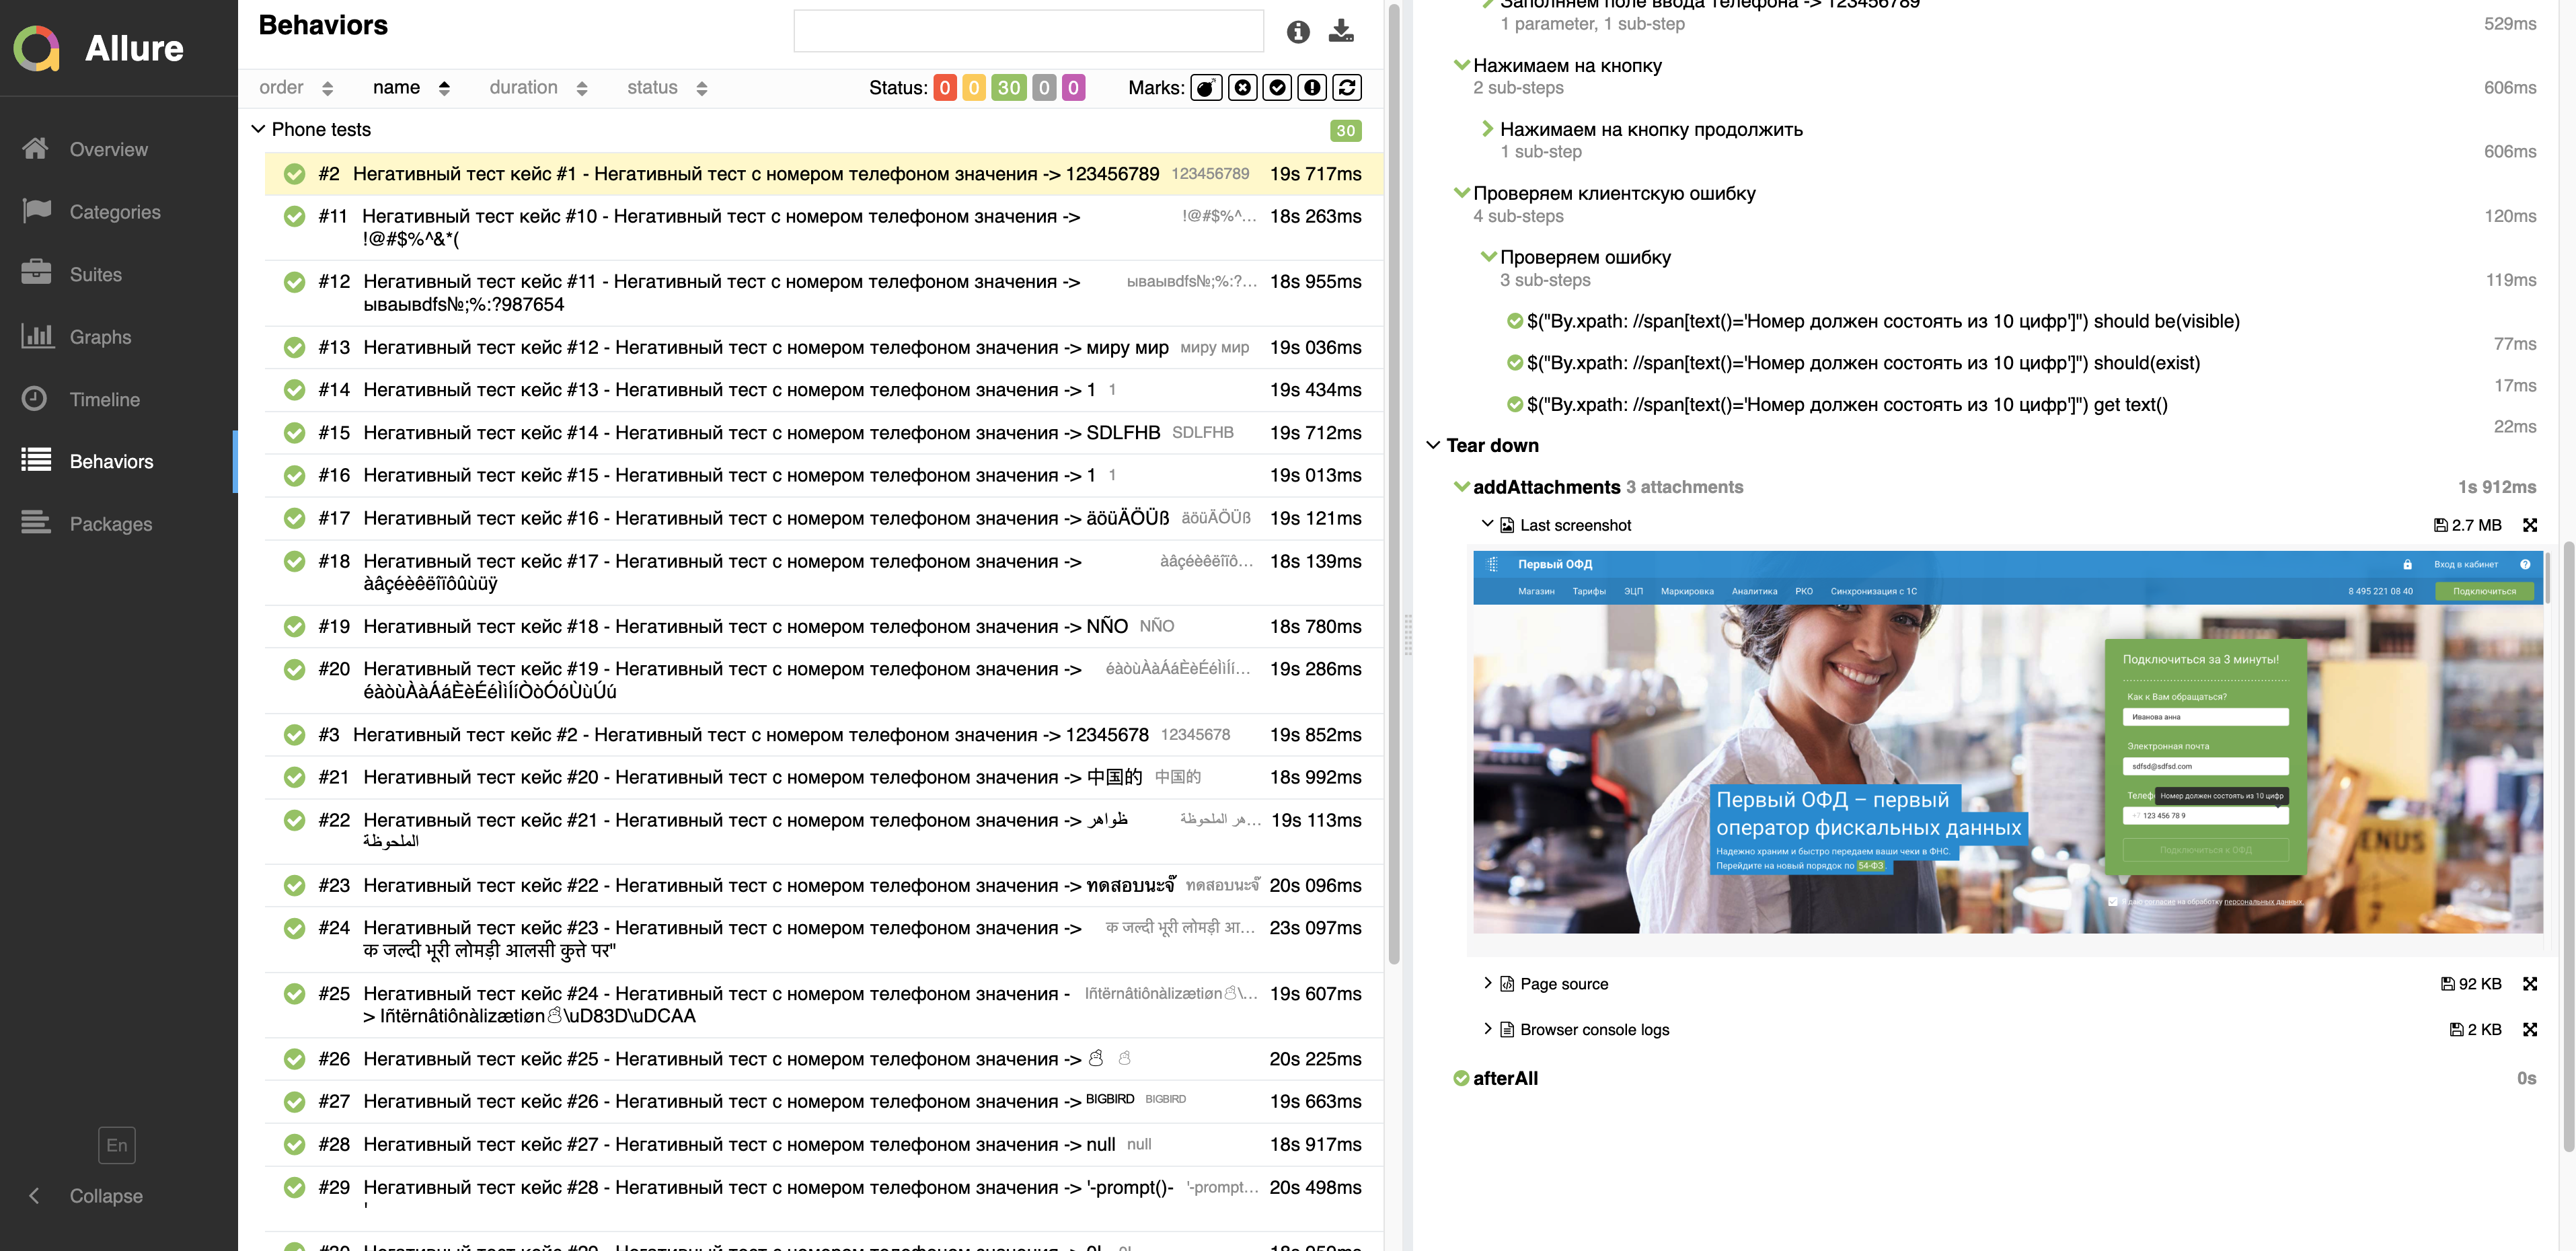 Allure
Overview
Categories
Suites
Graphs
Timeline
Behaviors
Packages
En
Collapse
Behaviors
order name duration status Status: 0 0 30 0 0 Marks:
Phone tests 30
#2 Негативный тест кейс #1 - Негативный тест с номером телефоном значения -> 123456789 123456789 19s 717ms
#11 Негативный тест кейс #10 - Негативный тест с номером телефоном значения -> !@#$%^... 18s 263ms
!@#$%^&*(
#12 Негативный тест кейс #11 - Негативный тест с номером телефоном значения -> ываывdfs№;%:?... 18s 955ms
ываывdfs№;%:?987654
#13 Негативный тест кейс #12 - Негативный тест с номером телефоном значения -> миру мир миру мир 19s 036ms
#14 Негативный тест кейс #13 - Негативный тест с номером телефоном значения -> 1 1 19s 434ms
#15 Негативный тест кейс #14 - Негативный тест с номером телефоном значения -> SDLFHB SDLFHB 19s 712ms
#16 Негативный тест кейс #15 - Негативный тест с номером телефоном значения -> 1 1 19s 013ms
#17 Негативный тест кейс #16 - Негативный тест с номером телефоном значения -> äöüÄÖÜß äöüÄÖÜß 19s 121ms
#18 Негативный тест кейс #17 - Негативный тест с номером телефоном значения -> àâçéèêëîïô... 18s 139ms
àâçéèêëîïôûùüÿ
#19 Негативный тест кейс #18 - Негативный тест с номером телефоном значения -> NÑO NÑO 18s 780ms
#20 Негативный тест кейс #19 - Негативный тест с номером телефоном значения -> éàòùÀàÁáÈèÉéÌìÍí... 19s 286ms
éàòùÀàÁáÈèÉéÌìÍíÒòÓóÙùÚú
#3 Негативный тест кейс #2 - Негативный тест с номером телефоном значения -> 12345678 12345678 19s 852ms
#21 Негативный тест кейс #20 - Негативный тест с номером телефоном значения -> 中国的 中国的 18s 992ms
#22 Негативный тест кейс #21 - Негативный тест с номером телефоном значения -> ظواهر ...هر الملحوظة 19s 113ms
الملحوظة
#23 Негативный тест кейс #22 - Негативный тест с номером телефоном значения -> ทดสอบนะจ๊ ทดสอบนะจ๊ 20s 096ms
#24 Негативный тест кейс #23 - Негативный тест с номером телефоном значения -> क जल्दी भूरी लोमड़ी आ... 23s 097ms
क जल्दी भूरी लोमड़ी आलसी कुत्ते पर"
#25 Негативный тест кейс #24 - Негативный тест с номером телефоном значения - Iñtërnâtiônàlizætiøn☃\... 19s 607ms
> Iñtërnâtiônàlizætiøn☃\uD83D\uDCAA
#26 Негативный тест кейс #25 - Негативный тест с номером телефоном значения -> ☃ ☃ 20s 225ms
#27 Негативный тест кейс #26 - Негативный тест с номером телефоном значения -> BIGBIRD BIGBIRD 19s 663ms
#28 Негативный тест кейс #27 - Негативный тест с номером телефоном значения -> null null 18s 917ms
#29 Негативный тест кейс #28 - Негативный тест с номером телефоном значения -> '-prompt()- '-prompt... 20s 498ms
'
Заполняем поле ввода телефона -> 123456789
1 parameter, 1 sub-step 529ms
Нажимаем на кнопку
2 sub-steps 606ms
Нажимаем на кнопку продолжить
1 sub-step 606ms
Проверяем клиентскую ошибку
4 sub-steps 120ms
Проверяем ошибку
3 sub-steps 119ms
$("By.xpath: //span[text()='Номер должен состоять из 10 цифр']") should be(visible)
77ms
$("By.xpath: //span[text()='Номер должен состоять из 10 цифр']") should(exist)
17ms
$("By.xpath: //span[text()='Номер должен состоять из 10 цифр']") get text()
22ms
Tear down
addAttachments 3 attachments 1s 912ms
Last screenshot 2.7 MB
Первый ОФД Вход в кабинет
Магазин Тарифы ЭЦП Маркировка Аналитика РКО Синхронизация с 1С 8 495 221 08 40 Подключиться
Подключиться за 3 минуты!
Как к Вам обращаться?
Иванова анна
Электронная почта
sdfsd@sdfsd.com
Телеф Номер должен состоять из 10 цифр
+7 123 456 78 9
Подключиться к ОФД
согласие на обработку персональных данных.
Первый ОФД – первый
оператор фискальных данных
Надежно храним и быстро передаем ваши чеки в ФНС.
Перейдите на новый порядок по 54-ФЗ.
Page source 92 KB
Browser console logs 2 KB
afterAll 0s